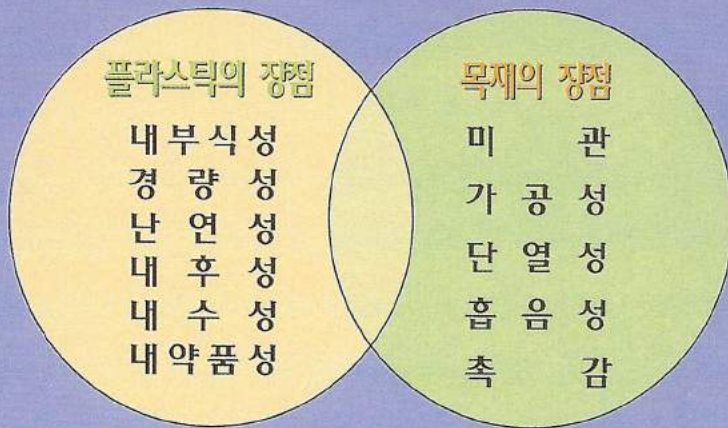 플라스틱의 장점
내부식성
경량성
난연성
내후성
내수성
내약품성
목재의 장점
미관
가공성
단열성
흡음성
촉감